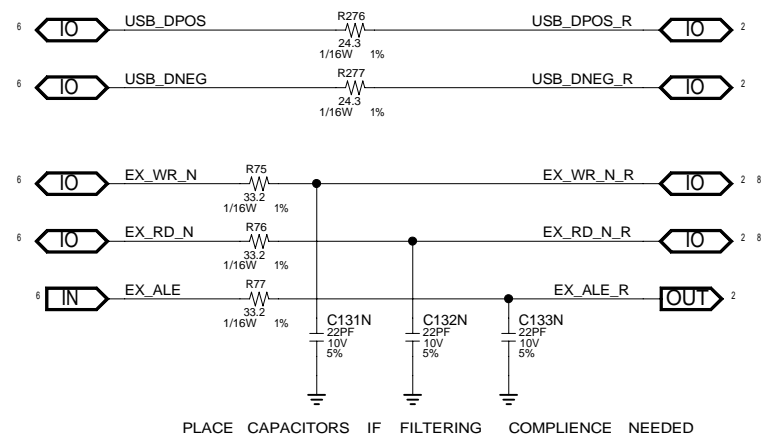 6 IO USB_DPOS R276 24.3 1/16W 1% USB_DPOS_R IO 2
6 IO USB_DNEG R277 24.3 1/16W 1% USB_DNEG_R IO 2
6 IO EX_WR_N R75 33.2 1/16W 1% EX_WR_N_R IO 2 8
6 IO EX_RD_N R76 33.2 1/16W 1% EX_RD_N_R IO 2 8
6 IN EX_ALE R77 33.2 1/16W 1% EX_ALE_R OUT 2
C131N 22PF 10V 5%
C132N 22PF 10V 5%
C133N 22PF 10V 5%
PLACE CAPACITORS IF FILTERING COMPLIENCE NEEDED